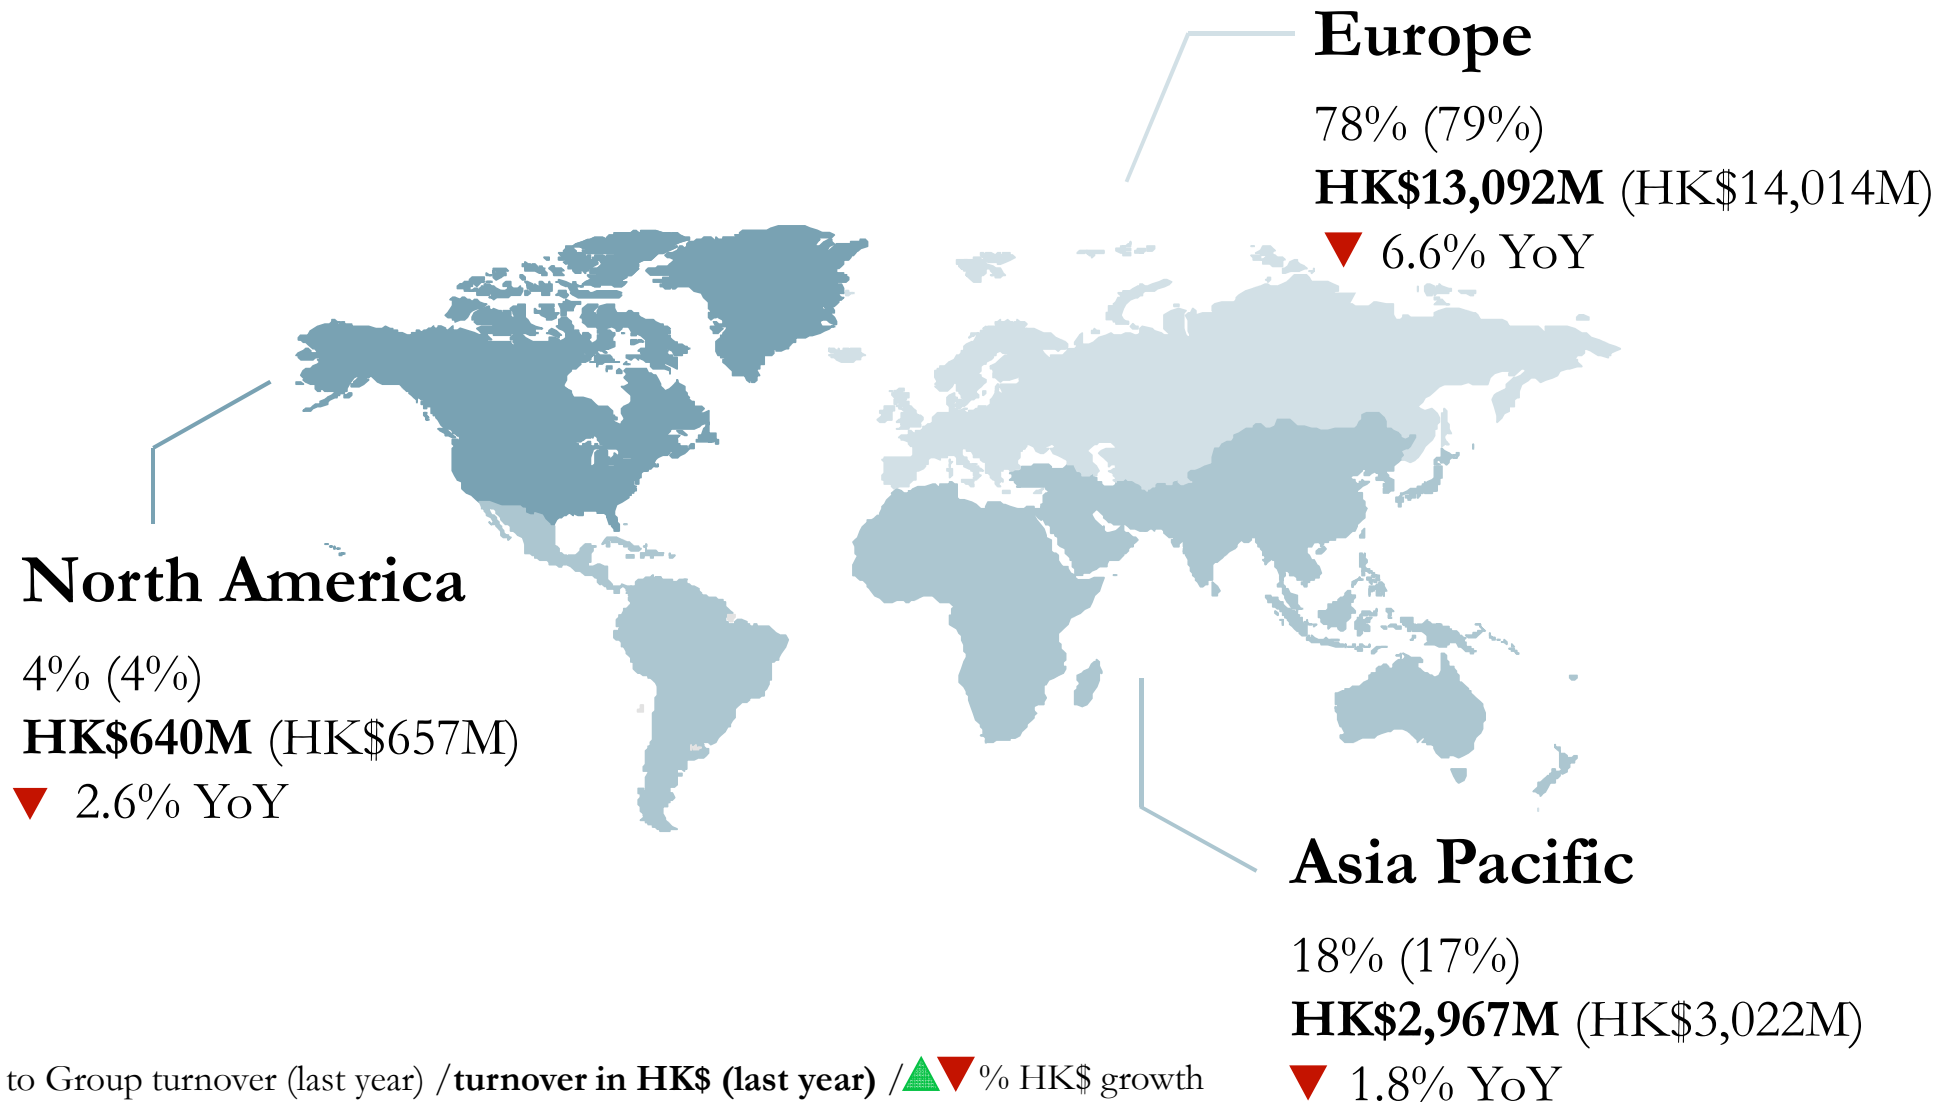 Europe
78% (79%)
HK$13,092M (HK$14,014M)
▼ 6.6% YoY
North America
4% (4%)
HK$640M (HK$657M)
▼ 2.6% YoY
Asia Pacific
18% (17%)
HK$2,967M (HK$3,022M)
▼ 1.8% YoY
to Group turnover (last year) /turnover in HK$ (last year) /▲▼% HK$ growth